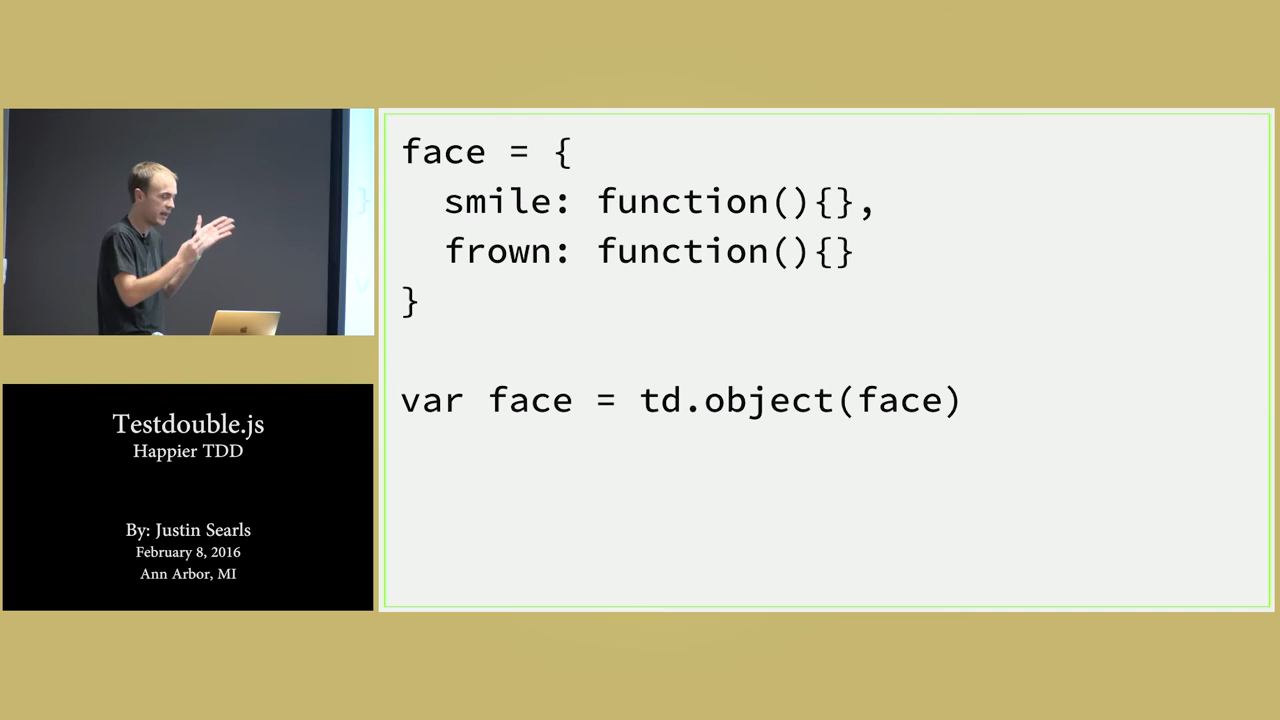 face = {
  smile: function(){},
  frown: function(){}
}
var face = td.object(face)
Testdouble.js
Happier TDD
By: Justin Searls
February 8, 2016
Ann Arbor, MI
}
v